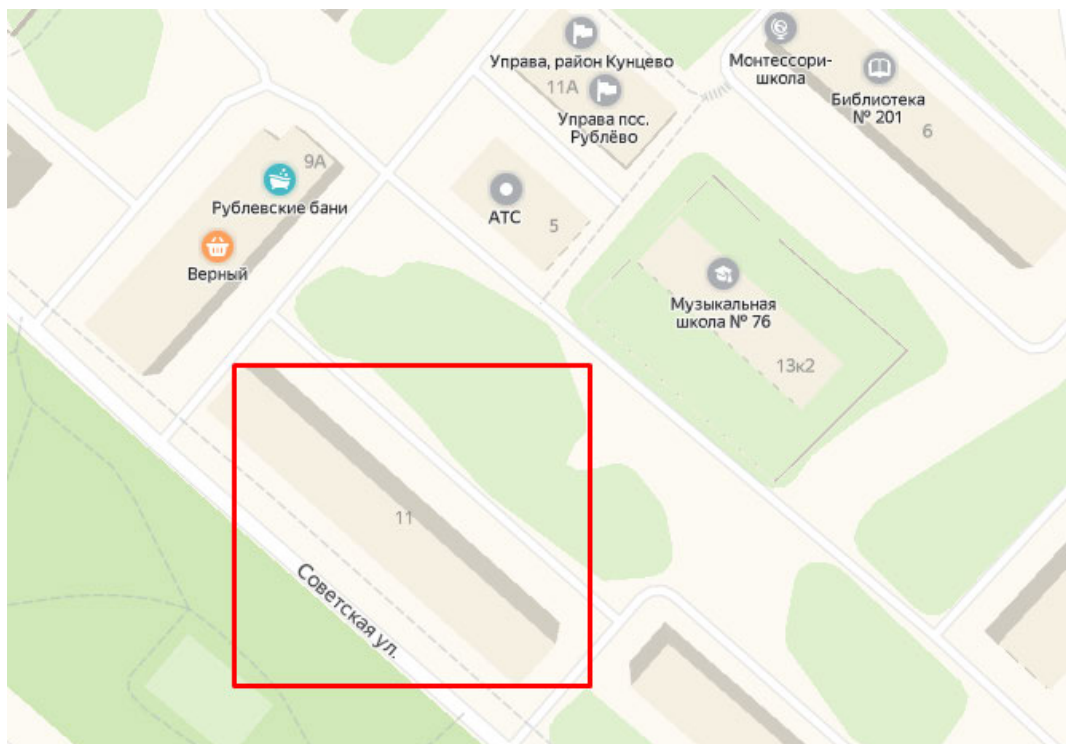 Управа, район Кунцево
11А
Управа пос.
Рублёво
Монтессори-
школа
Библиотека
№ 201
6
9А
Рублевские бани
Верный
АТС
5
Музыкальная
школа № 76
13к2
11
Советская ул.